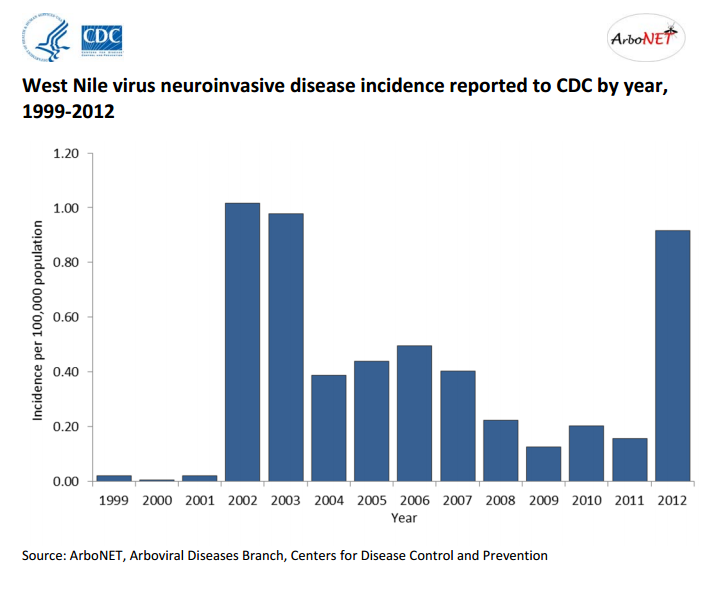 CDC
ArboNET
West Nile virus neuroinvasive disease incidence reported to CDC by year,
1999-2012
1.20
1.00
0.80
0.60
0.40
0.20
0.00
Incidence per 100,000 population
1999 2000 2001 2002 2003 2004 2005 2006 2007 2008 2009 2010 2011 2012
Year
Source: ArboNET, Arboviral Diseases Branch, Centers for Disease Control and Prevention